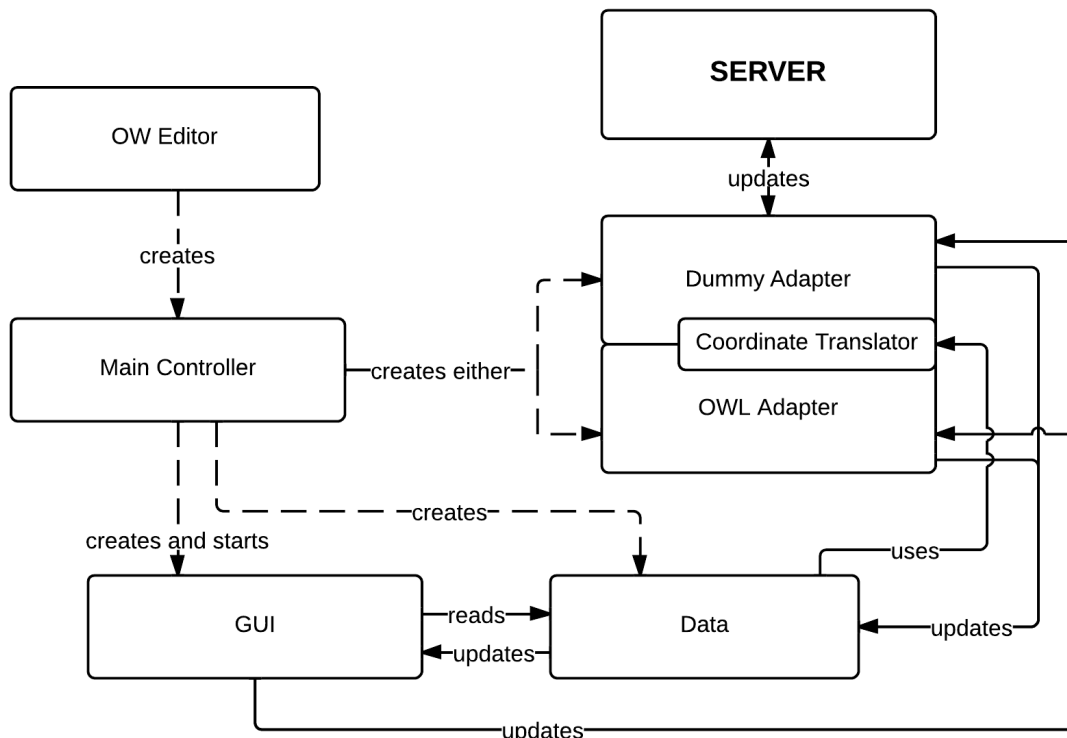 SERVER
OW Editor
updates
creates
Dummy Adapter
Coordinate Translator
Main Controller
creates either
OWL Adapter
creates
creates and starts
uses
reads
GUI
Data
updates
updates
updates